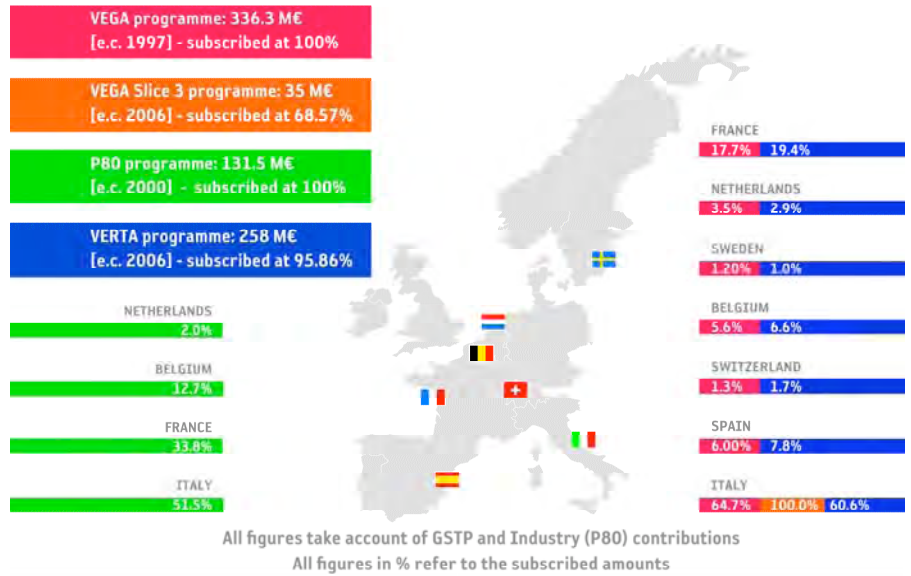 VEGA programme: 336.3 M€
[e.c. 1997] - subscribed at 100%
VEGA Slice 3 programme: 35 M€
[e.c. 2006] - subscribed at 68.57%
P80 programme: 131.5 M€
[e.c. 2000] - subscribed at 100%
VERTA programme: 258 M€
[e.c. 2006] - subscribed at 95.86%
NETHERLANDS
2.0%
BELGIUM
12.7%
FRANCE
33.8%
ITALY
51.5%
FRANCE
17.7% 19.4%
NETHERLANDS
3.5% 2.9%
SWEDEN
1.20% 1.0%
BELGIUM
5.6% 6.6%
SWITZERLAND
1.3% 1.7%
SPAIN
6.00% 7.8%
ITALY
64.7% 100.0% 60.6%
All figures take account of GSTP and Industry (P80) contributions
All figures in % refer to the subscribed amounts